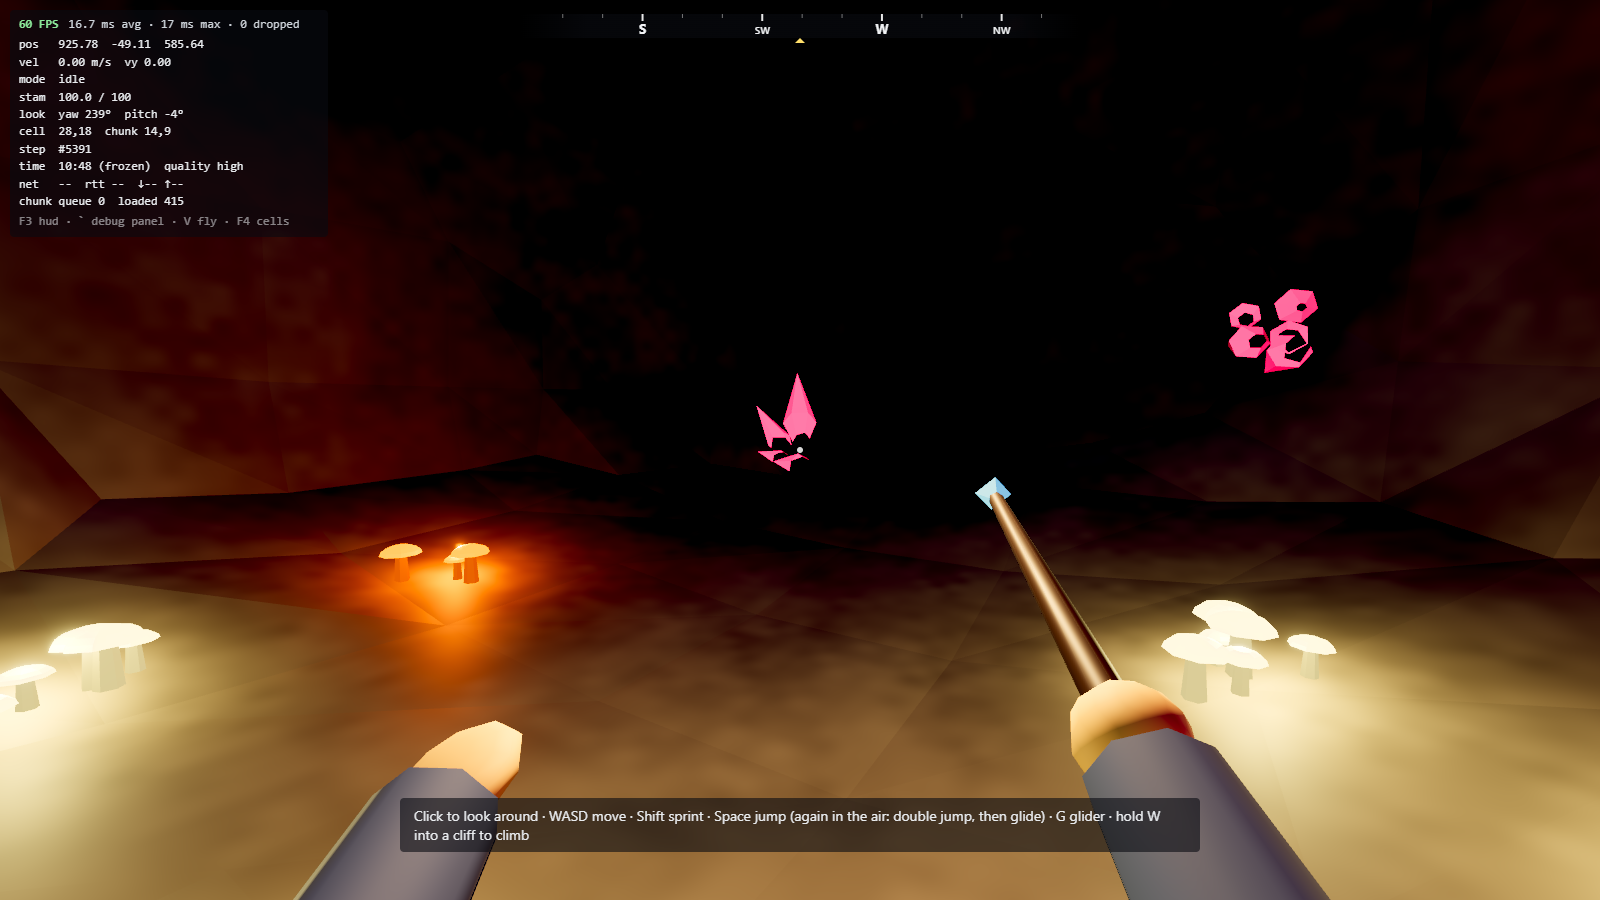 60 FPS 16.7 ms avg · 17 ms max · 0 dropped
pos 925.78 -49.11 585.64
vel 0.00 m/s vy 0.00
mode idle
stam 100.0 / 100
look yaw 239° pitch -4°
cell 28,18 chunk 14,9
step #5391
time 10:48 (frozen) quality high
net -- rtt -- ↓-- ↑--
chunk queue 0 loaded 415
F3 hud · ` debug panel · V fly · F4 cells
S SW W NW
Click to look around · WASD move · Shift sprint · Space jump (again in the air: double jump, then glide) · G glider · hold W
into a cliff to climb